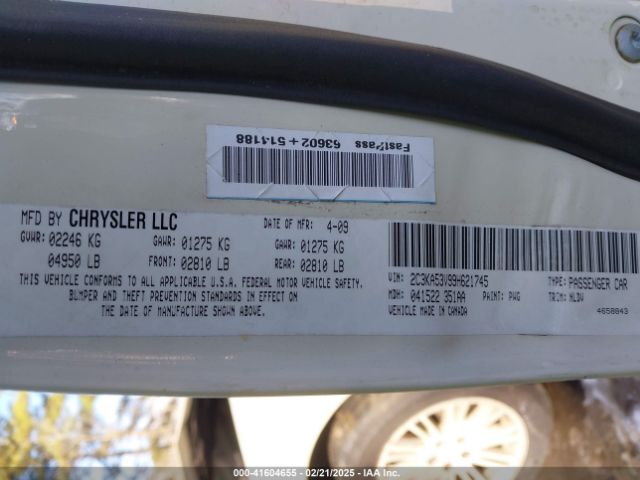 FastPass 63602+514188
MFD BY CHRYSLER LLC DATE OF MFR: 4-09
GVWR: 02246 KG GAWR: 01275 KG GAWR: 01275 KG
04950 LB FRONT: 02810 LB REAR: 02810 LB
THIS VEHICLE CONFORMS TO ALL APPLICABLE U.S.A. FEDERAL MOTOR VEHICLE SAFETY,
BUMPER AND THEFT PREVENTION STANDARDS IN EFFECT ON
THE DATE OF MANUFACTURE SHOWN ABOVE.
VIN: 2C3KA53V99H621745 TYPE: PASSENGER CAR
MDH: 041522 351AA PAINT: PWG TRIM: MLDV
VEHICLE MADE IN CANADA 4658843
000-41604655 — 02/21/2025 — IAA Inc.